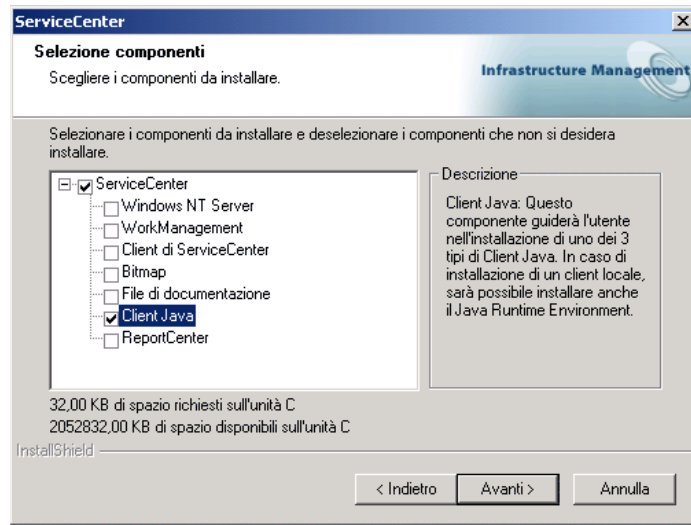 ServiceCenter
Selezione componenti
Scegliere i componenti da installare.
Infrastructure Management
Selezionare i componenti da installare e deselezionare i componenti che non si desidera
installare.
ServiceCenter
Windows NT Server
WorkManagement
Client di ServiceCenter
Bitmap
File di documentazione
Client Java
ReportCenter
Descrizione
Client Java: Questo
componente guiderà l'utente
nell'installazione di uno dei 3
tipi di Client Java. In caso di
installazione di un client locale,
sarà possibile installare anche
il Java Runtime Environment.
32,00 KB di spazio richiesti sull'unità C
2052832,00 KB di spazio disponibili sull'unità C
InstallShield
< Indietro
Avanti >
Annulla